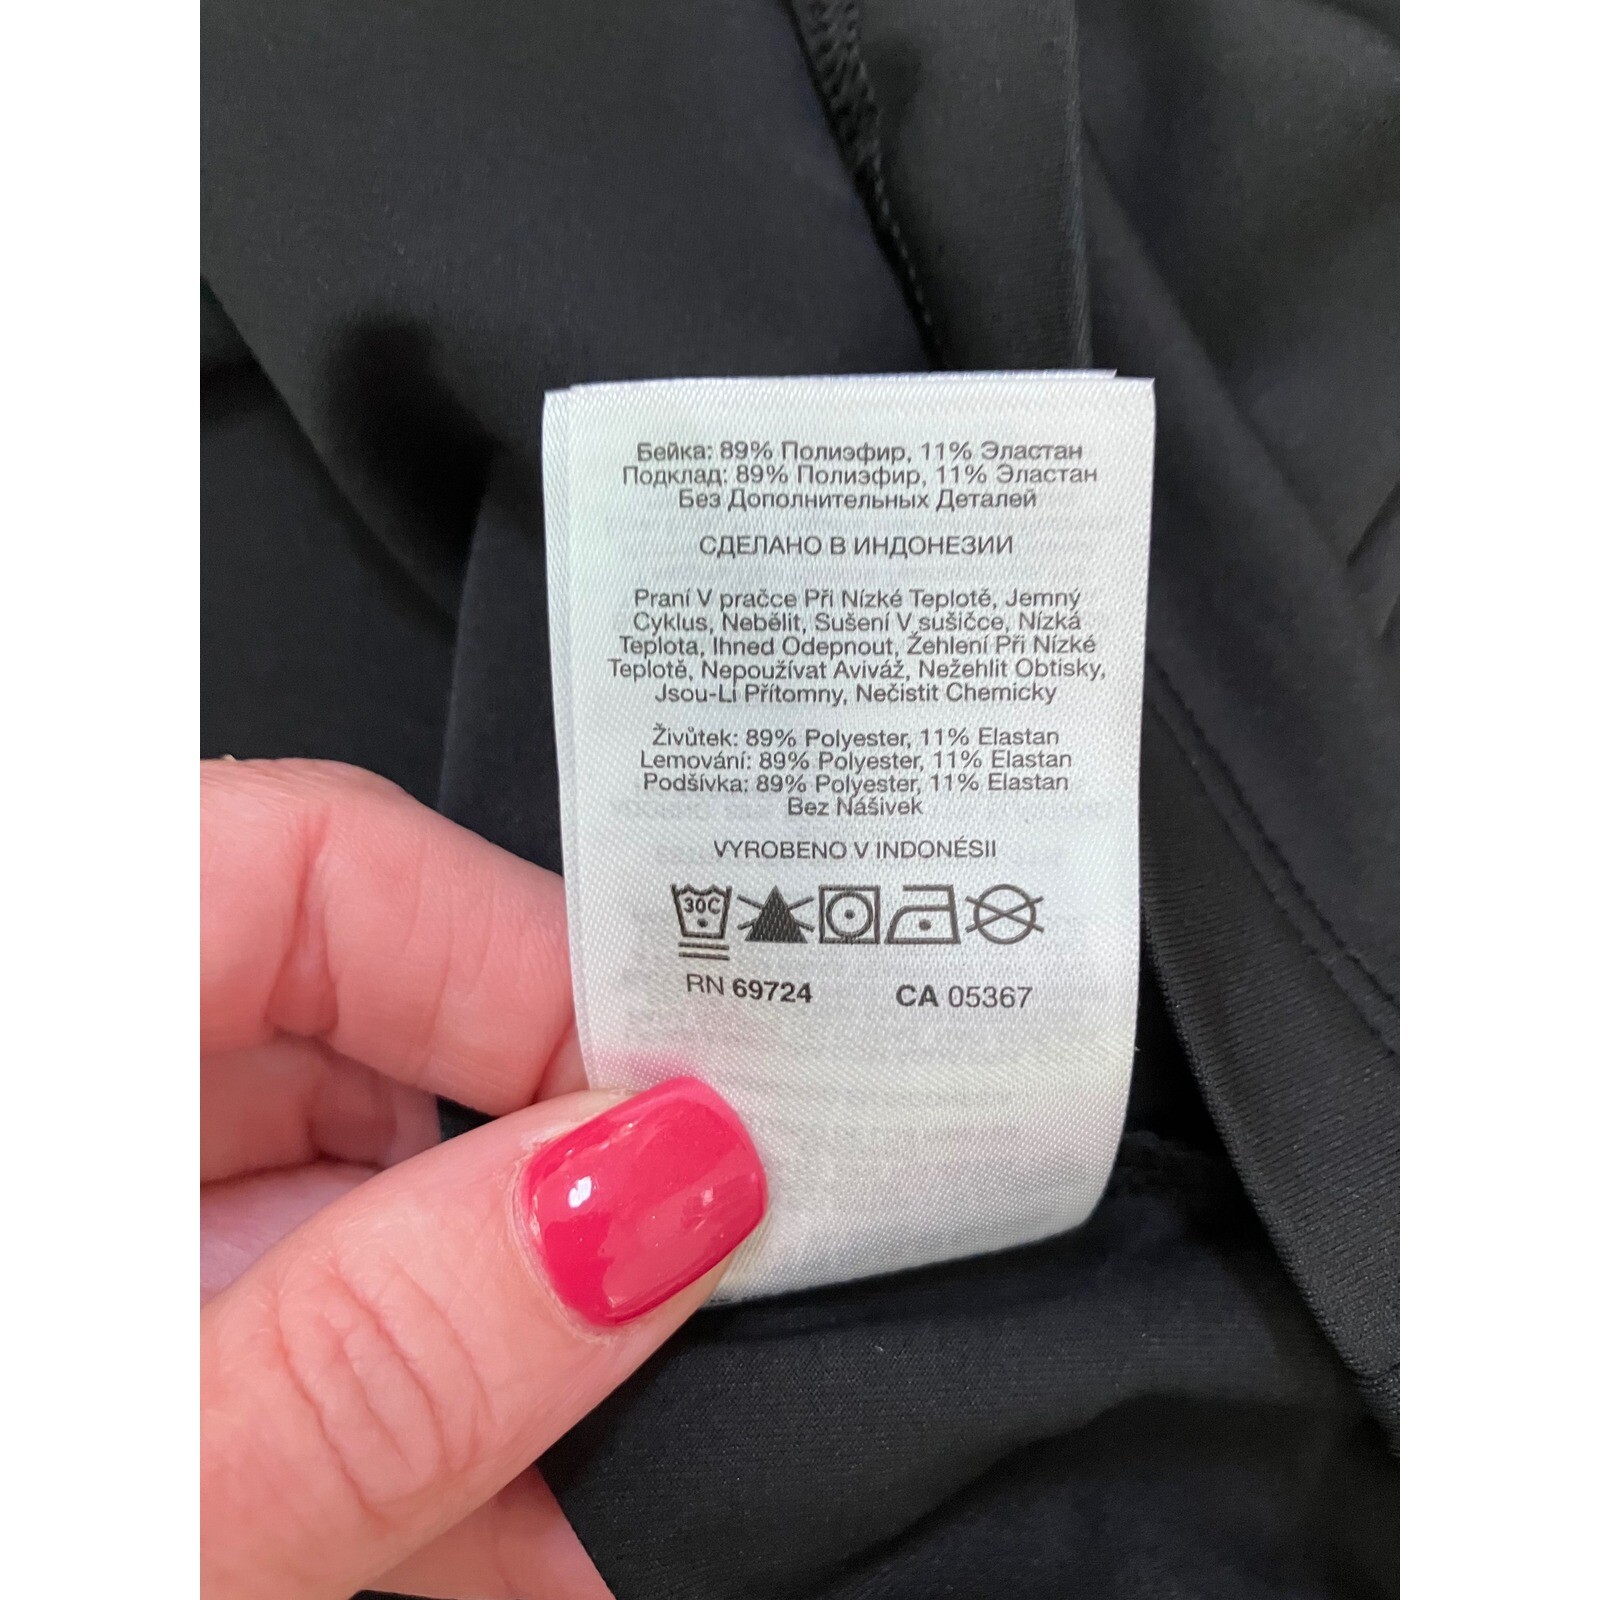 Бейка: 89% Полиэфир, 11% Эластан
Подклад: 89% Полиэфир, 11% Эластан
Без Дополнительных Деталей
СДЕЛАНО В ИНДОНЕЗИИ
Praní V pračce Při Nízké Teplotě, Jemný
Cyklus, Nebělit, Sušení V sušičce, Nízká
Teplota, Ihned Odepnout, Žehlení Při Nízké
Teplotě, Nepoužívat Aviváž, Nežehlit Obtisky,
Jsou-Li Přítomny, Nečistit Chemicky
Živůtek: 89% Polyester, 11% Elastan
Lemování: 89% Polyester, 11% Elastan
Podšívka: 89% Polyester, 11% Elastan
Bez Nášivek
VYROBENO V INDONÉSII
30C
RN 69724 CA 05367